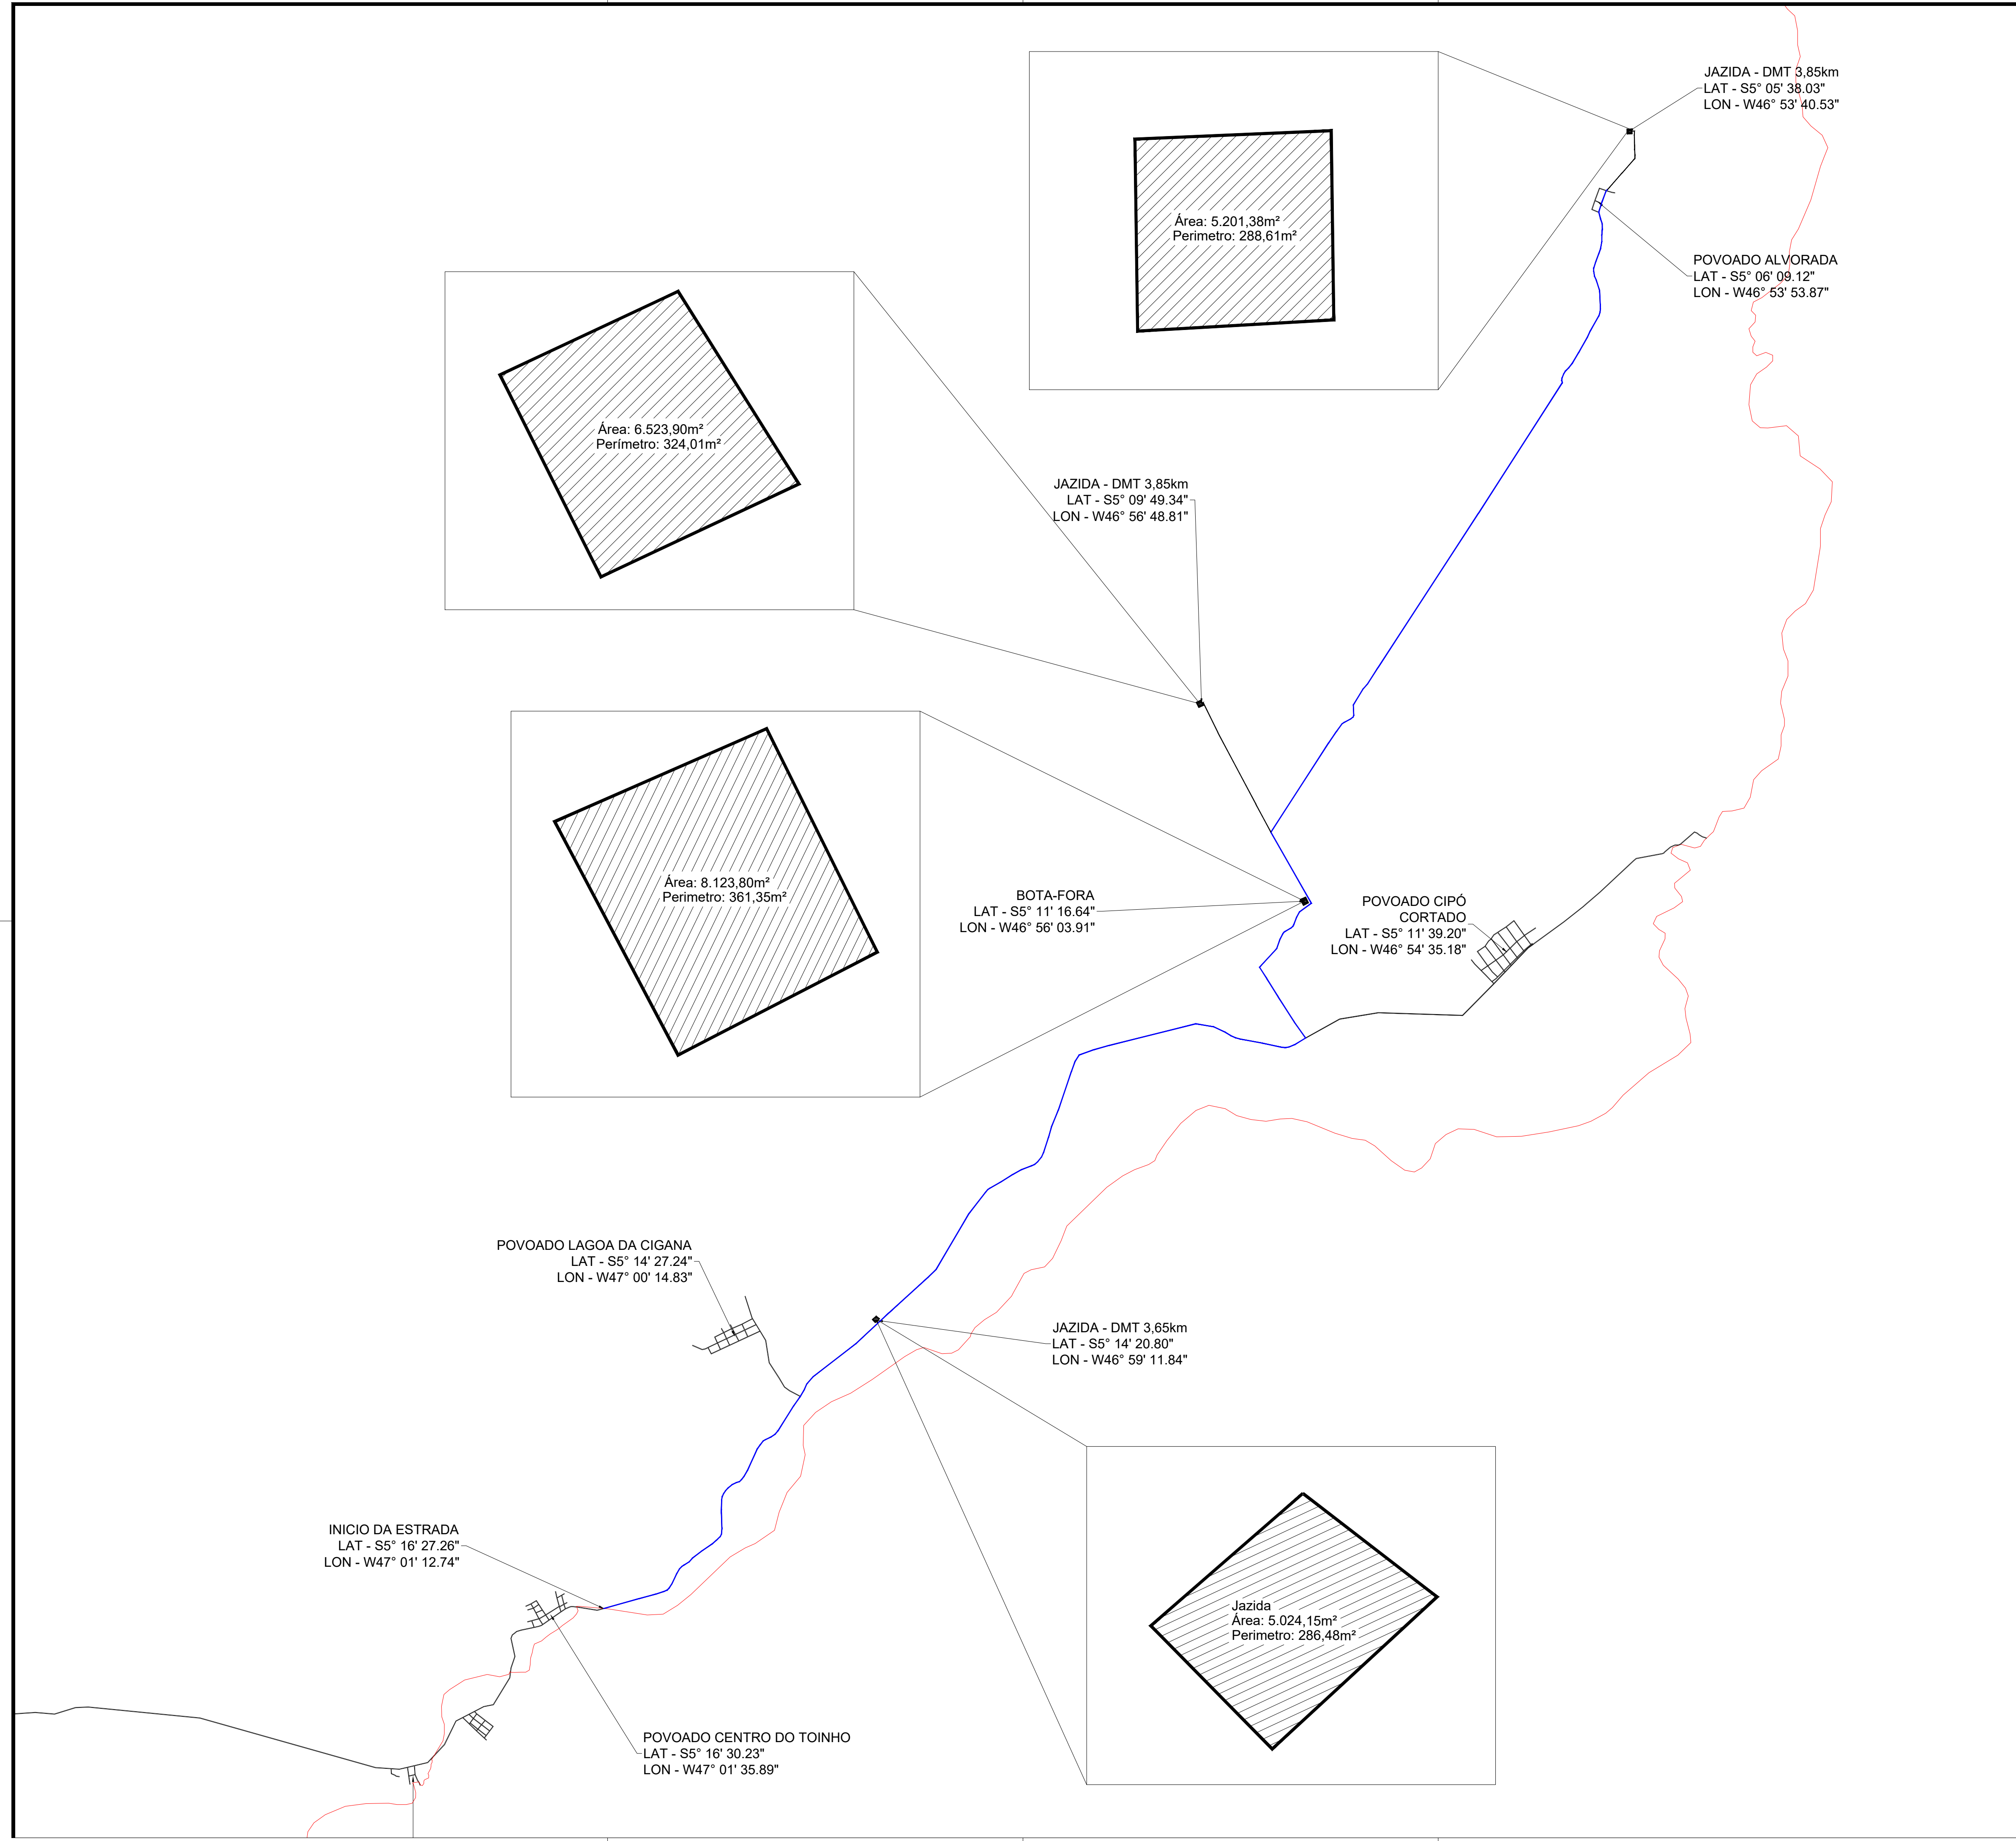 JAZIDA - DMT 3,85km
LAT - S5° 05' 38.03"
LON - W46° 53' 40.53"
Área: 5.201,38m²
Perimetro: 288,61m²
POVOADO ALVORADA
LAT - S5° 06' 09.12"
LON - W46° 53' 53.87"
Área: 6.523,90m²
Perímetro: 324,01m²
JAZIDA - DMT 3,85km
LAT - S5° 09' 49.34"
LON - W46° 56' 48.81"
Área: 8.123,80m²
Perimetro: 361,35m²
BOTA-FORA
LAT - S5° 11' 16.64"
LON - W46° 56' 03.91"
POVOADO CIPÓ
CORTADO
LAT - S5° 11' 39.20"
LON - W46° 54' 35.18"
POVOADO LAGOA DA CIGANA
LAT - S5° 14' 27.24"
LON - W47° 00' 14.83"
JAZIDA - DMT 3,65km
LAT - S5° 14' 20.80"
LON - W46° 59' 11.84"
INICIO DA ESTRADA
LAT - S5° 16' 27.26"
LON - W47° 01' 12.74"
Jazida
Área: 5.024,15m²
Perimetro: 286,48m²
POVOADO CENTRO DO TOINHO
LAT - S5° 16' 30.23"
LON - W47° 01' 35.89"